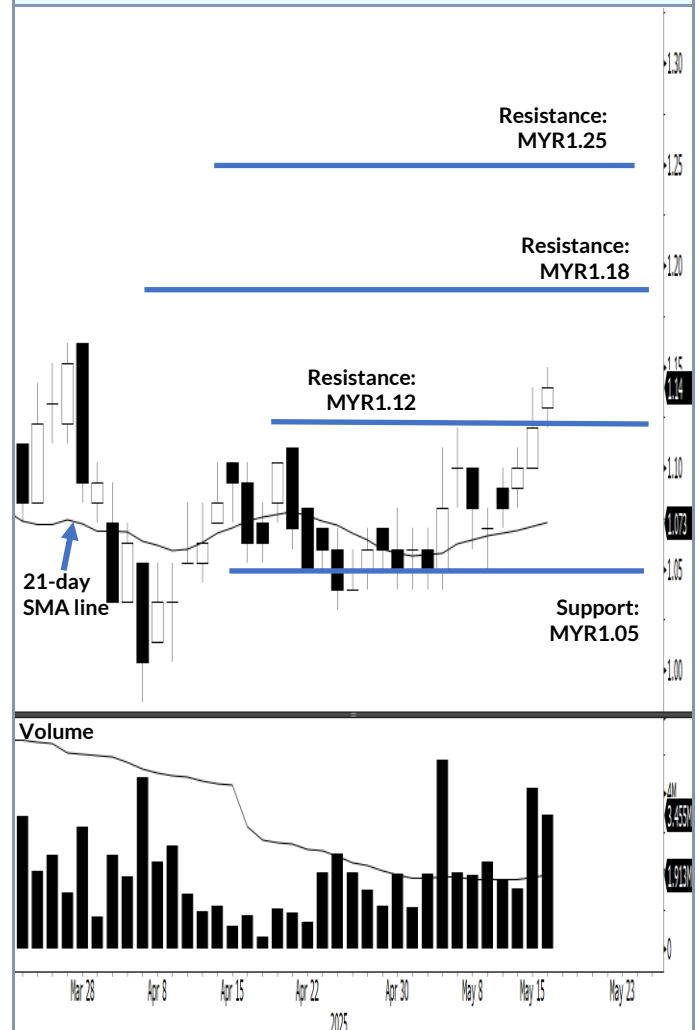 1.30
Resistance:
MYR1.25
1.25
Resistance:
MYR1.18
1.20
Resistance:
MYR1.12
1.15
1.14
1.10
1.073
21-day
SMA line
1.05
Support:
MYR1.05
1.00
Volume
4M
3.455M
1.913M
0
Mar 28 Apr 8 Apr 15 Apr 22 Apr 30 May 8 May 15 May 23
2025